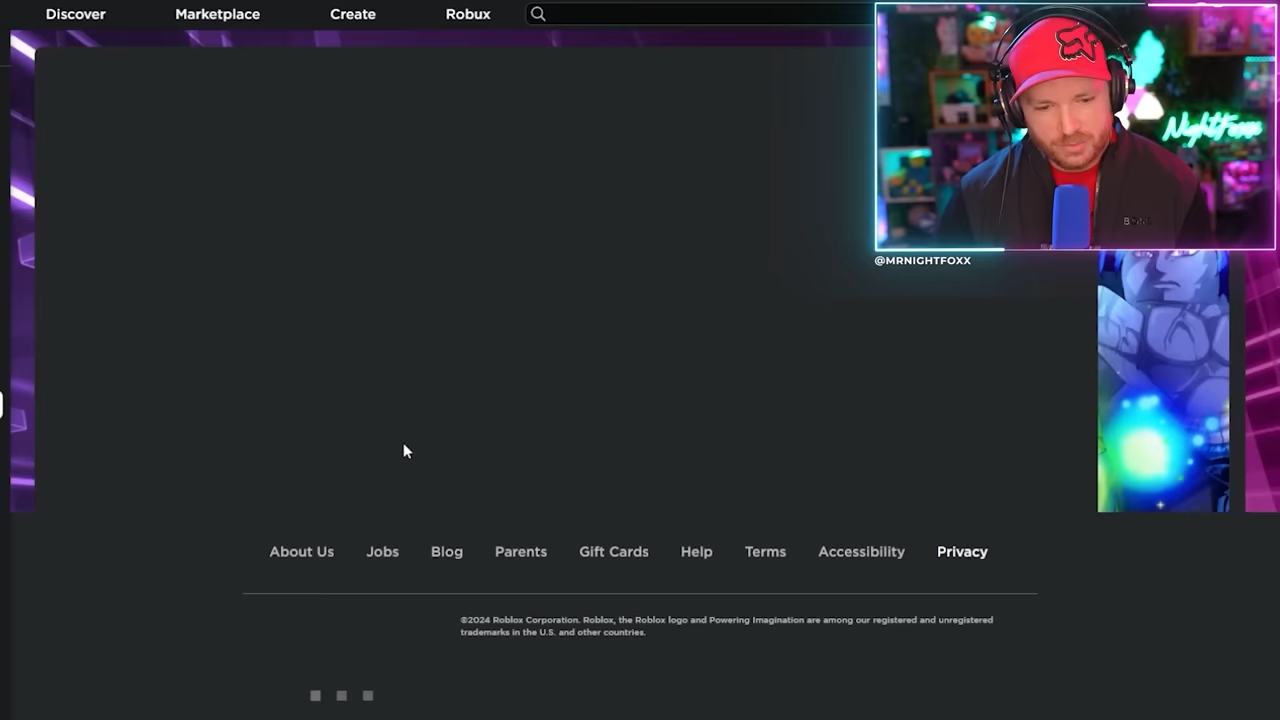 Discover Marketplace Create Robux
NightFoxx
@MRNIGHTFOXX
About Us Jobs Blog Parents Gift Cards Help Terms Accessibility Privacy
©2024 Roblox Corporation. Roblox, the Roblox logo and Powering Imagination are among our registered and unregistered
trademarks in the U.S. and other countries.